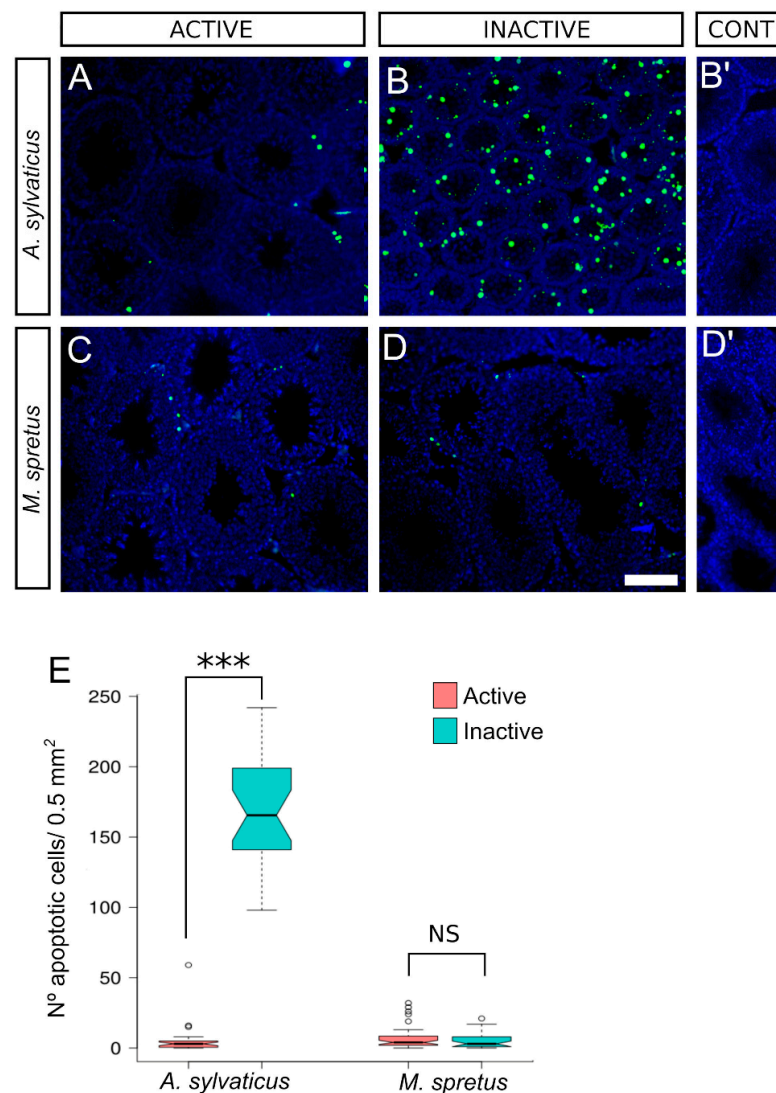 ACTIVE INACTIVE CONT
A. sylvaticus
A B B'
M. spretus
C D D'
E
***
Active
Inactive
NS
Nº apoptotic cells/ 0.5 mm²
250
200
150
100
50
0
A. sylvaticus M. spretus